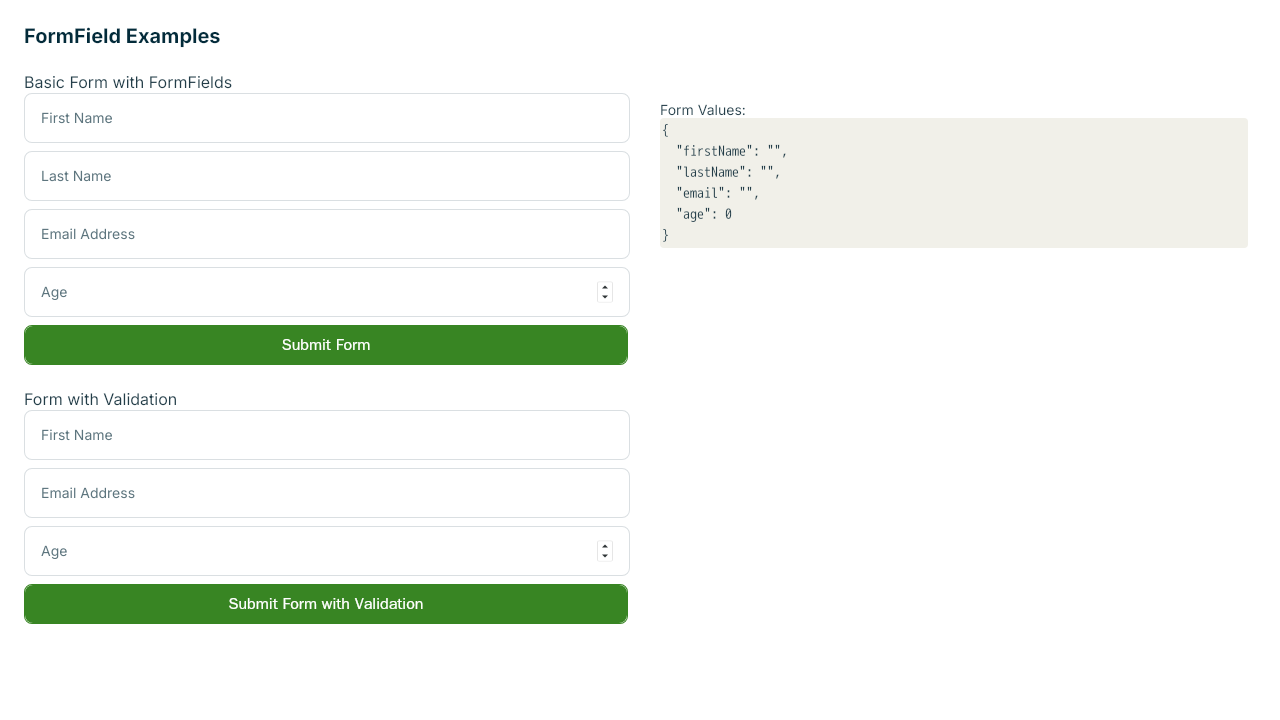 FormField Examples
Basic Form with FormFields
First Name
Last Name
Email Address
Age
Submit Form
Form Values:
{
  "firstName": "",
  "lastName": "",
  "email": "",
  "age": 0
}
Form with Validation
First Name
Email Address
Age
Submit Form with Validation